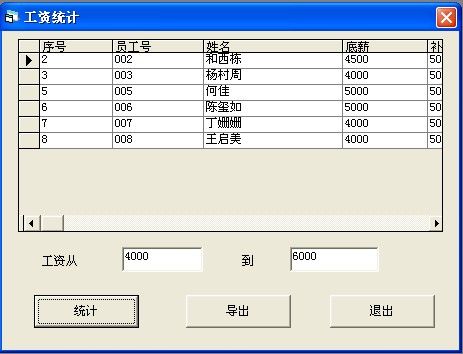 工资统计
序号 员工号 姓名 底薪 补
2 002 和西栋 4500 50
3 003 杨村周 4000 50
5 005 何佳 5000 50
6 006 陈玺如 5000 50
7 007 丁姗姗 4000 50
8 008 王启美 4000 50
工资从 4000 到 6000
统计 导出 退出